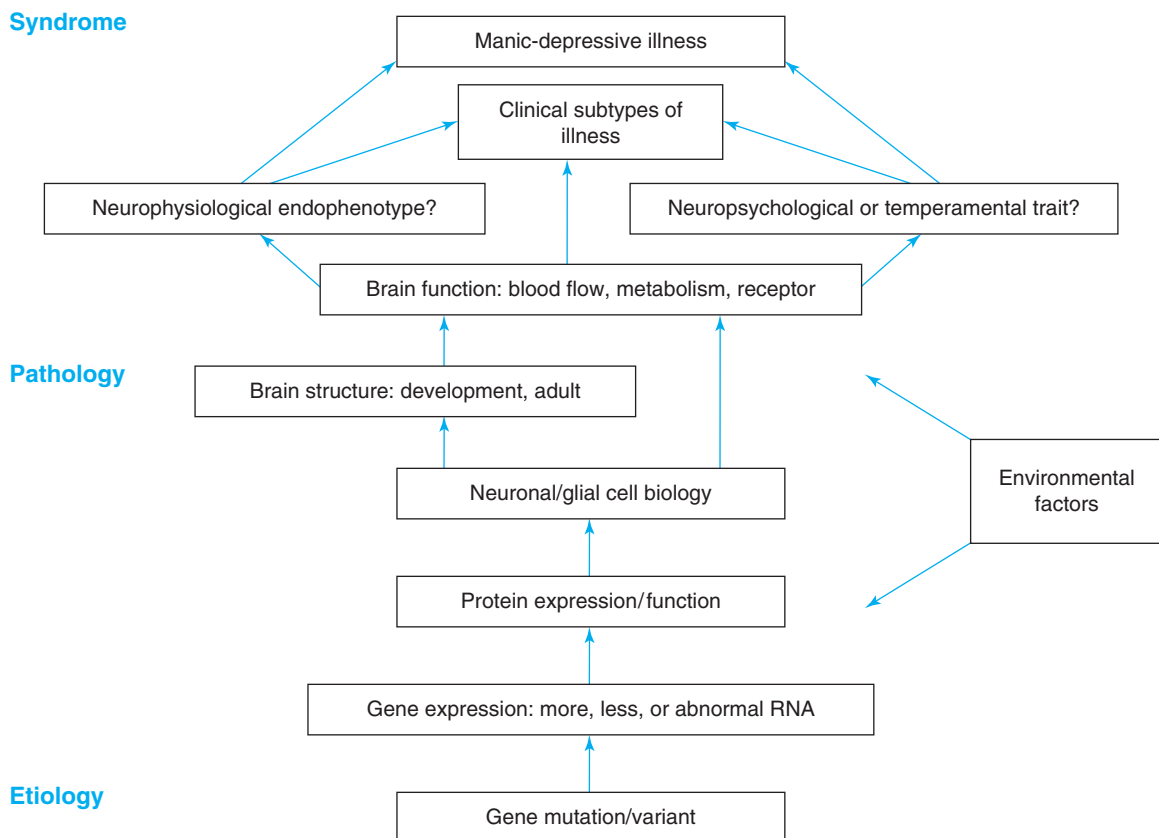 Syndrome
Manic-depressive illness
Clinical subtypes of
illness
Neurophysiological endophenotype?
Neuropsychological or temperamental trait?
Brain function: blood flow, metabolism, receptor
Pathology
Brain structure: development, adult
Environmental
factors
Neuronal/glial cell biology
Protein expression/function
Gene expression: more, less, or abnormal RNA
Etiology
Gene mutation/variant